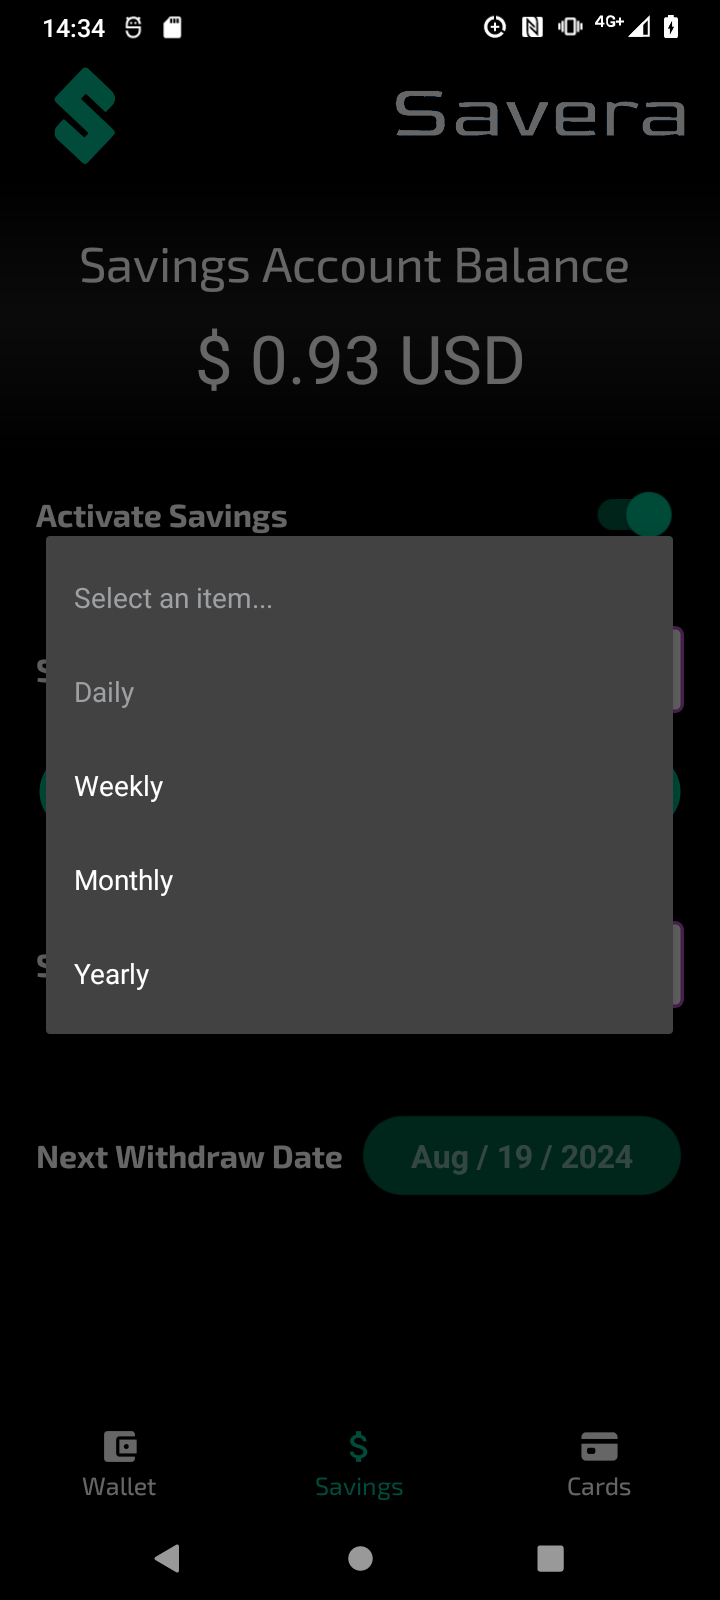 14:34
4G+
Savera
Savings Account Balance
$ 0.93 USD
Activate Savings
Select an item...
Daily
Weekly
Monthly
Yearly
Next Withdraw Date
Aug / 19 / 2024
Wallet
Savings
Cards